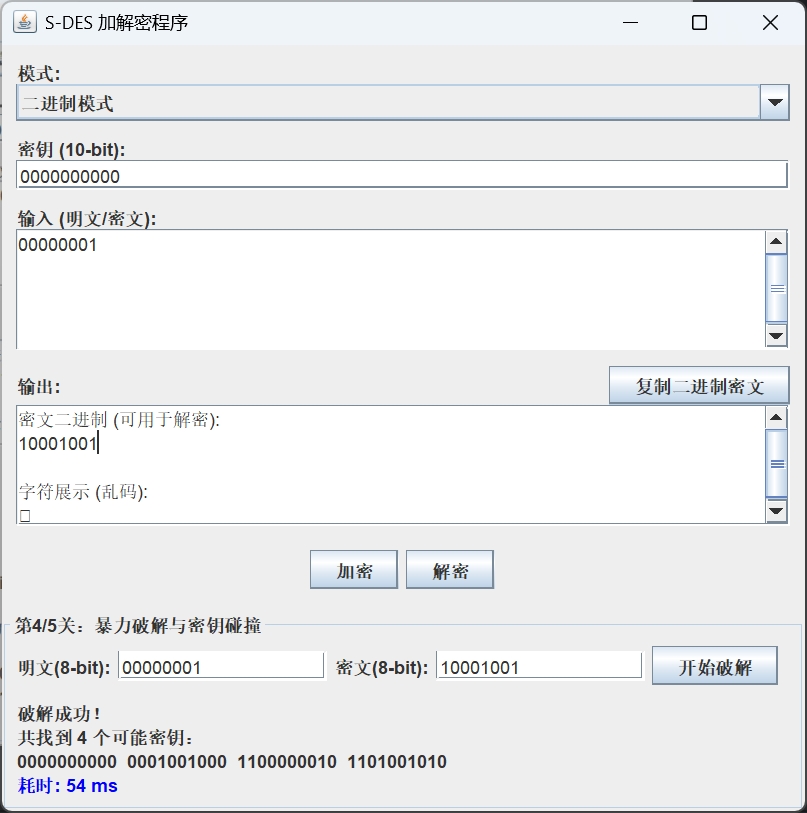 S-DES 加解密程序
模式:
二进制模式
密钥 (10-bit):
0000000000
输入 (明文/密文):
00000001
输出:
复制二进制密文
密文二进制 (可用于解密):
10001001
字符展示 (乱码):
加密 解密
第4/5关：暴力破解与密钥碰撞
明文(8-bit): 00000001 密文(8-bit): 10001001 开始破解
破解成功！
共找到 4 个可能密钥：
0000000000 0001001000 1100000010 1101001010
耗时: 54 ms